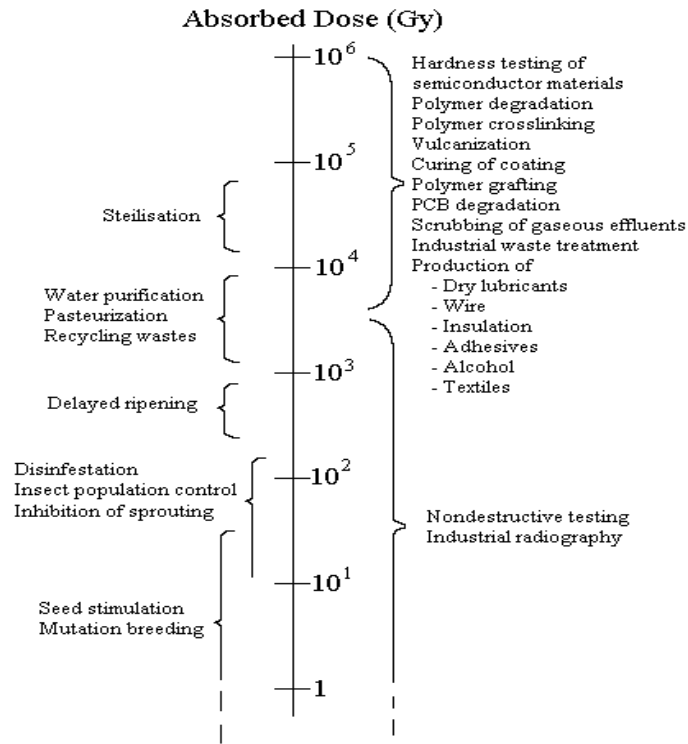 Absorbed Dose (Gy)
10^6
Hardness testing of
semiconductor materials
Polymer degradation
Polymer crosslinking
Vulcanization
Curing of coating
Polymer grafting
PCB degradation
Scrubbing of gaseous effluents
Industrial waste treatment
Production of
- Dry lubricants
- Wire
- Insulation
- Adhesives
- Alcohol
- Textiles
10^5
Steilisation
10^4
Water purification
Pasteurization
Recycling wastes
10^3
Delayed ripening
10^2
Disinfestation
Insect population control
Inhibition of sprouting
Nondestructive testing
Industrial radiography
10^1
Seed stimulation
Mutation breeding
1